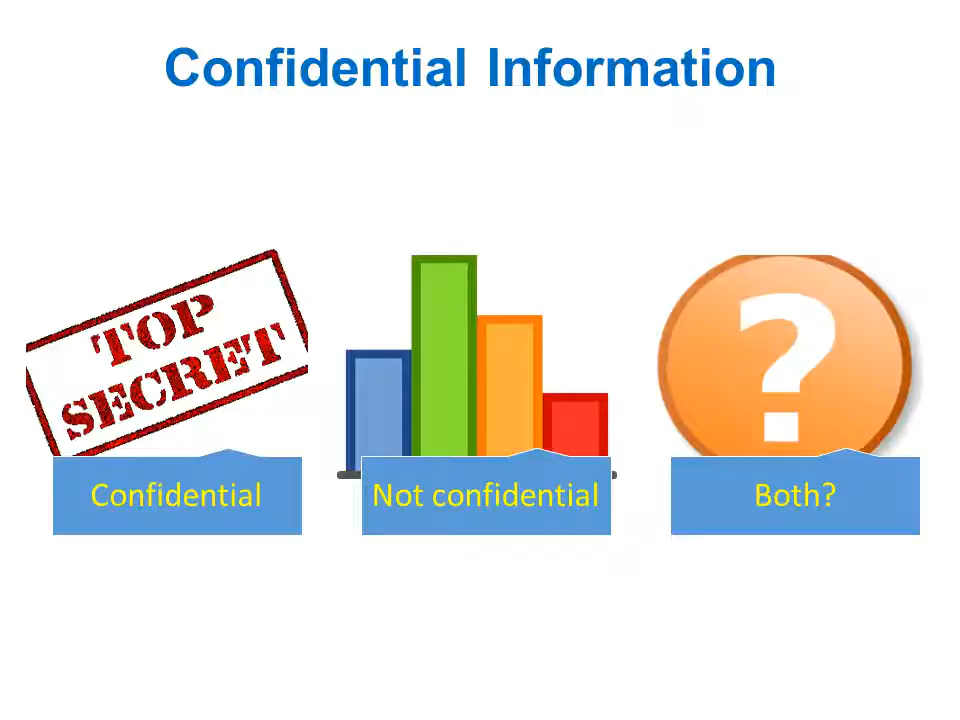 Confidential Information
TOP
SECRET
?
Confidential
Not confidential
Both?